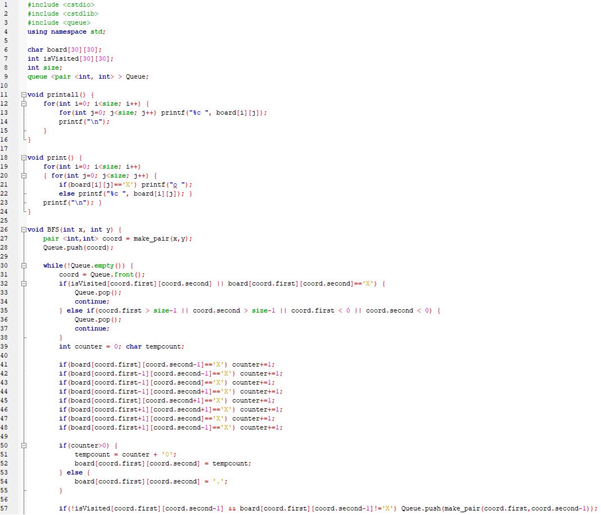 1 #include <cstdio>
2 #include <cstdlib>
3 #include <queue>
4 using namespace std;
5
6 char board[30][30];
7 int isVisited[30][30];
8 int size;
9 queue <pair <int, int> > Queue;
10
11 void printall() {
12 for(int i=0; i<size; i++) {
13 for(int j=0; j<size; j++) printf("%c ", board[i][j]);
14 printf("\n");
15 }
16 }
17
18 void print() {
19 for(int i=0; i<size; i++)
20 { for(int j=0; j<size; j++) {
21 if(board[i][j]=='X') printf("o ");
22 else printf("%c ", board[i][j]); }
23 printf("\n"); }
24 }
25
26 void BFS(int x, int y) {
27 pair <int,int> coord = make_pair(x,y);
28 Queue.push(coord);
29
30 while(!Queue.empty()) {
31 coord = Queue.front();
32 if(isVisited[coord.first][coord.second] || board[coord.first][coord.second]=='X') {
33 Queue.pop();
34 continue;
35 } else if(coord.first > size-1 || coord.second > size-1 || coord.first < 0 || coord.second < 0) {
36 Queue.pop();
37 continue;
38 }
39 int counter = 0; char tempcount;
40
41 if(board[coord.first][coord.second-1]=='X') counter+=1;
42 if(board[coord.first-1][coord.second-1]=='X') counter+=1;
43 if(board[coord.first-1][coord.second]=='X') counter+=1;
44 if(board[coord.first-1][coord.second+1]=='X') counter+=1;
45 if(board[coord.first][coord.second+1]=='X') counter+=1;
46 if(board[coord.first+1][coord.second+1]=='X') counter+=1;
47 if(board[coord.first+1][coord.second]=='X') counter+=1;
48 if(board[coord.first+1][coord.second-1]=='X') counter+=1;
49
50 if(counter>0) {
51 tempcount = counter + '0';
52 board[coord.first][coord.second] = tempcount;
53 } else {
54 board[coord.first][coord.second] = '.';
55 }
56
57 if(!isVisited[coord.first][coord.second-1] && board[coord.first][coord.second-1]!='X') Queue.push(make_pair(coord.first,coord.second-1));